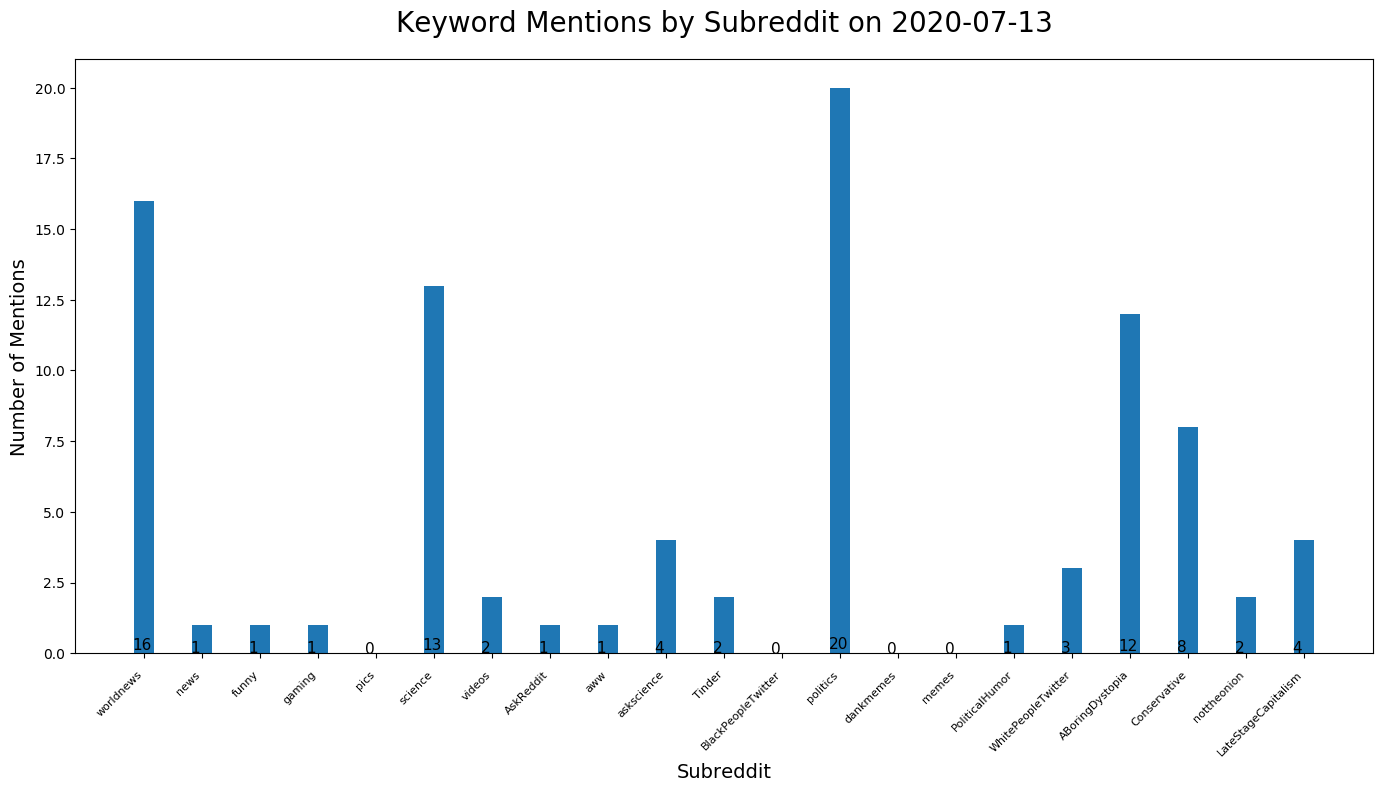 Keyword Mentions by Subreddit on 2020-07-13
Number of Mentions
20.0
17.5
15.0
12.5
10.0
7.5
5.0
2.5
0.0
16 1 1 1 0 13 2 1 1 4 2 0 20 0 0 1 3 12 8 2 4
worldnews
news
funny
gaming
pics
science
videos
AskReddit
aww
askscience
Tinder
BlackPeopleTwitter
politics
dankmemes
memes
PoliticalHumor
WhitePeopleTwitter
ABoringDystopia
Conservative
nottheonion
LateStageCapitalism
Subreddit